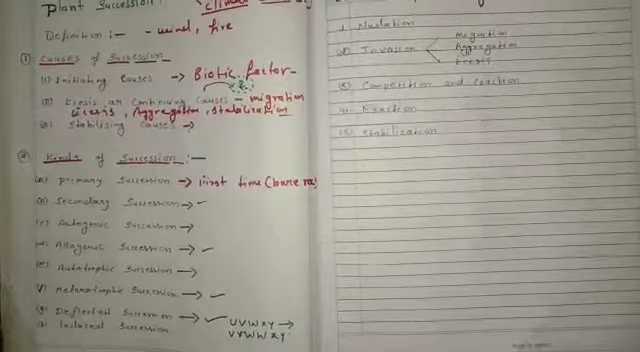 Plant Succession: "Climax
Definition :— - wind, fire
① Causes of Succession
(i) Initiating Causes → Biotic factor
(ii) Ecesis or Continuing Causes - migration
ecesis, Aggregation, Stabilization
(iii) Stabilising Causes →
② Kinds of Succession :—
(a) Primary Succession → First time (bare
(b) Secondary Succession →
(c) Autogenic Succession →
(d) Allogenic Succession →
(e) Autotrophic Succession →
Heterotrophic Succession →
(g) Deflected Succession → UVWXY →
Induced Succession VVWWXY
1. Nudation
Invasion Migration
Aggregation
Ecesis
(3) Competition and Coaction
Reaction
(5) Stabilization